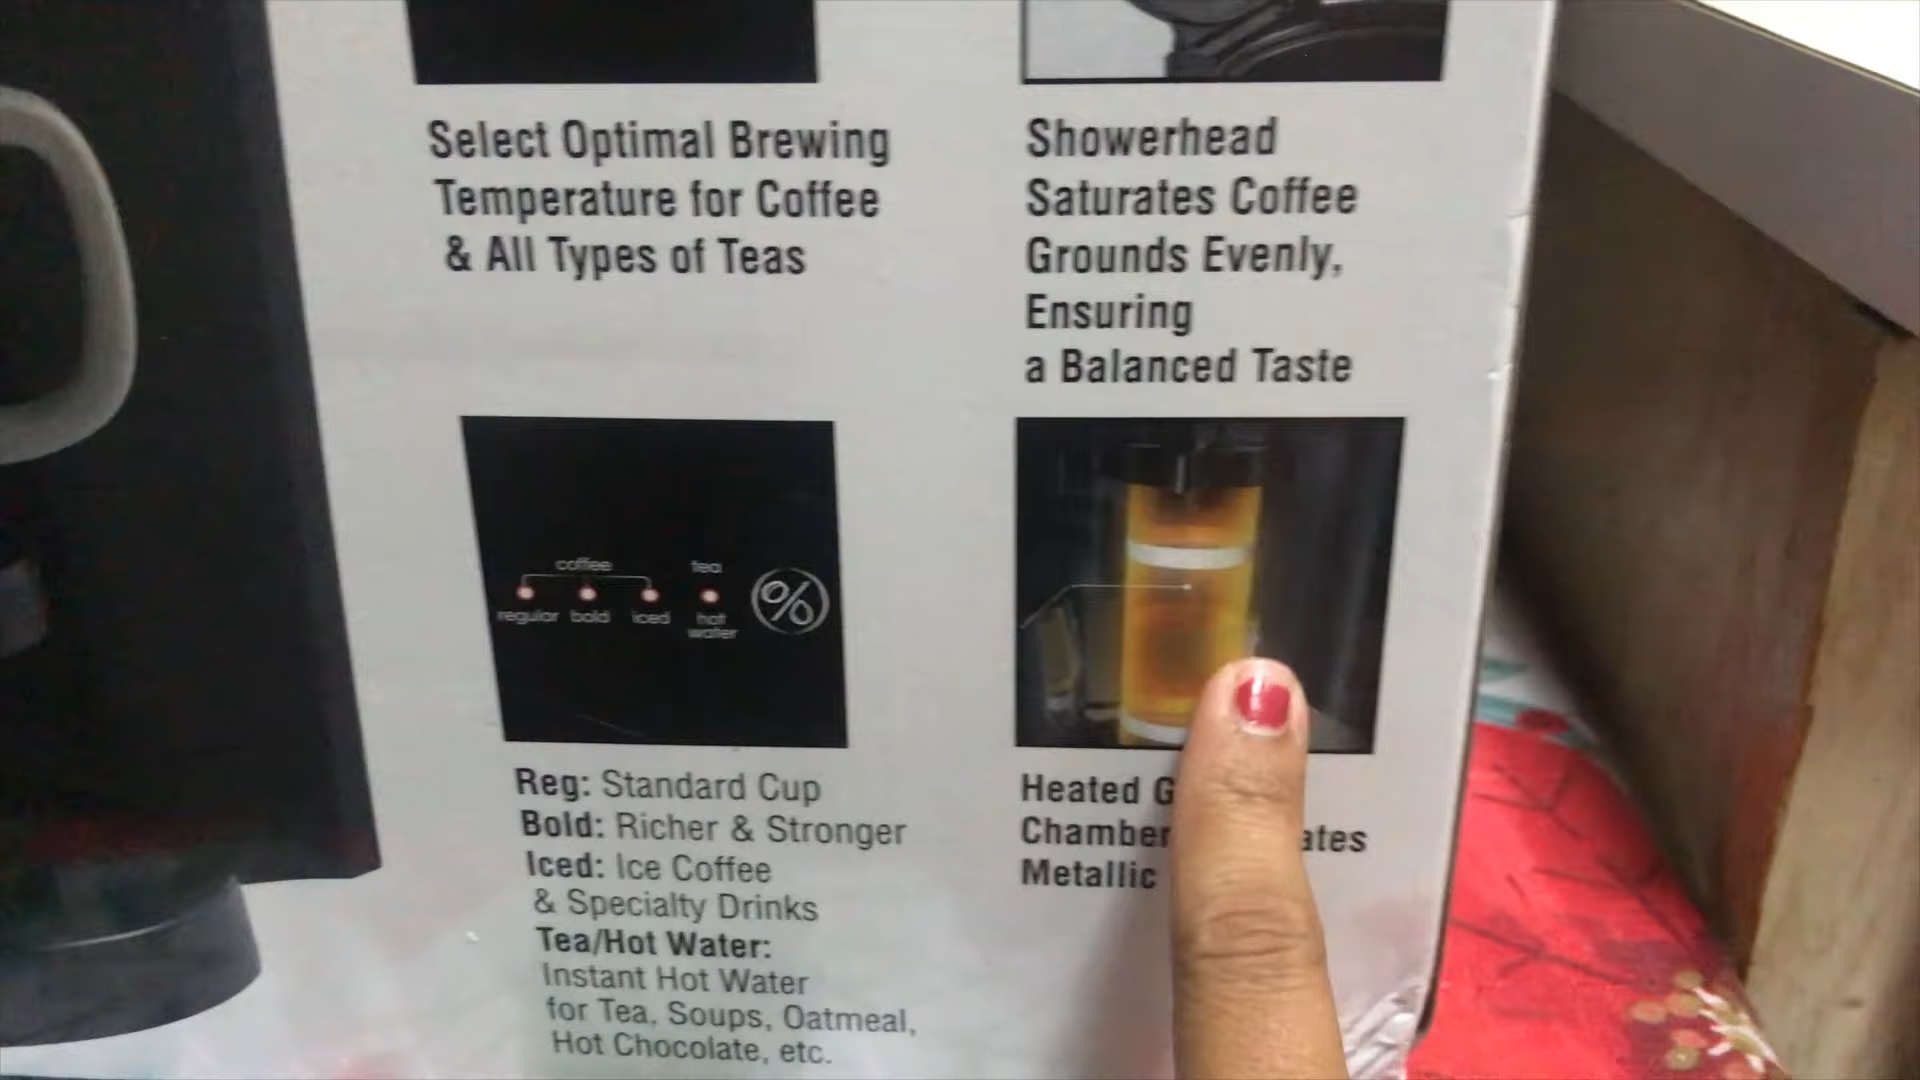 Select Optimal Brewing
Temperature for Coffee
& All Types of Teas
Showerhead
Saturates Coffee
Grounds Evenly,
Ensuring
a Balanced Taste
coffee
tea
regular bold iced hot
water
Reg: Standard Cup
Bold: Richer & Stronger
Iced: Ice Coffee
& Specialty Drinks
Tea/Hot Water:
Instant Hot Water
for Tea, Soups, Oatmeal,
Hot Chocolate, etc.
Heated
Chamber
Metallic